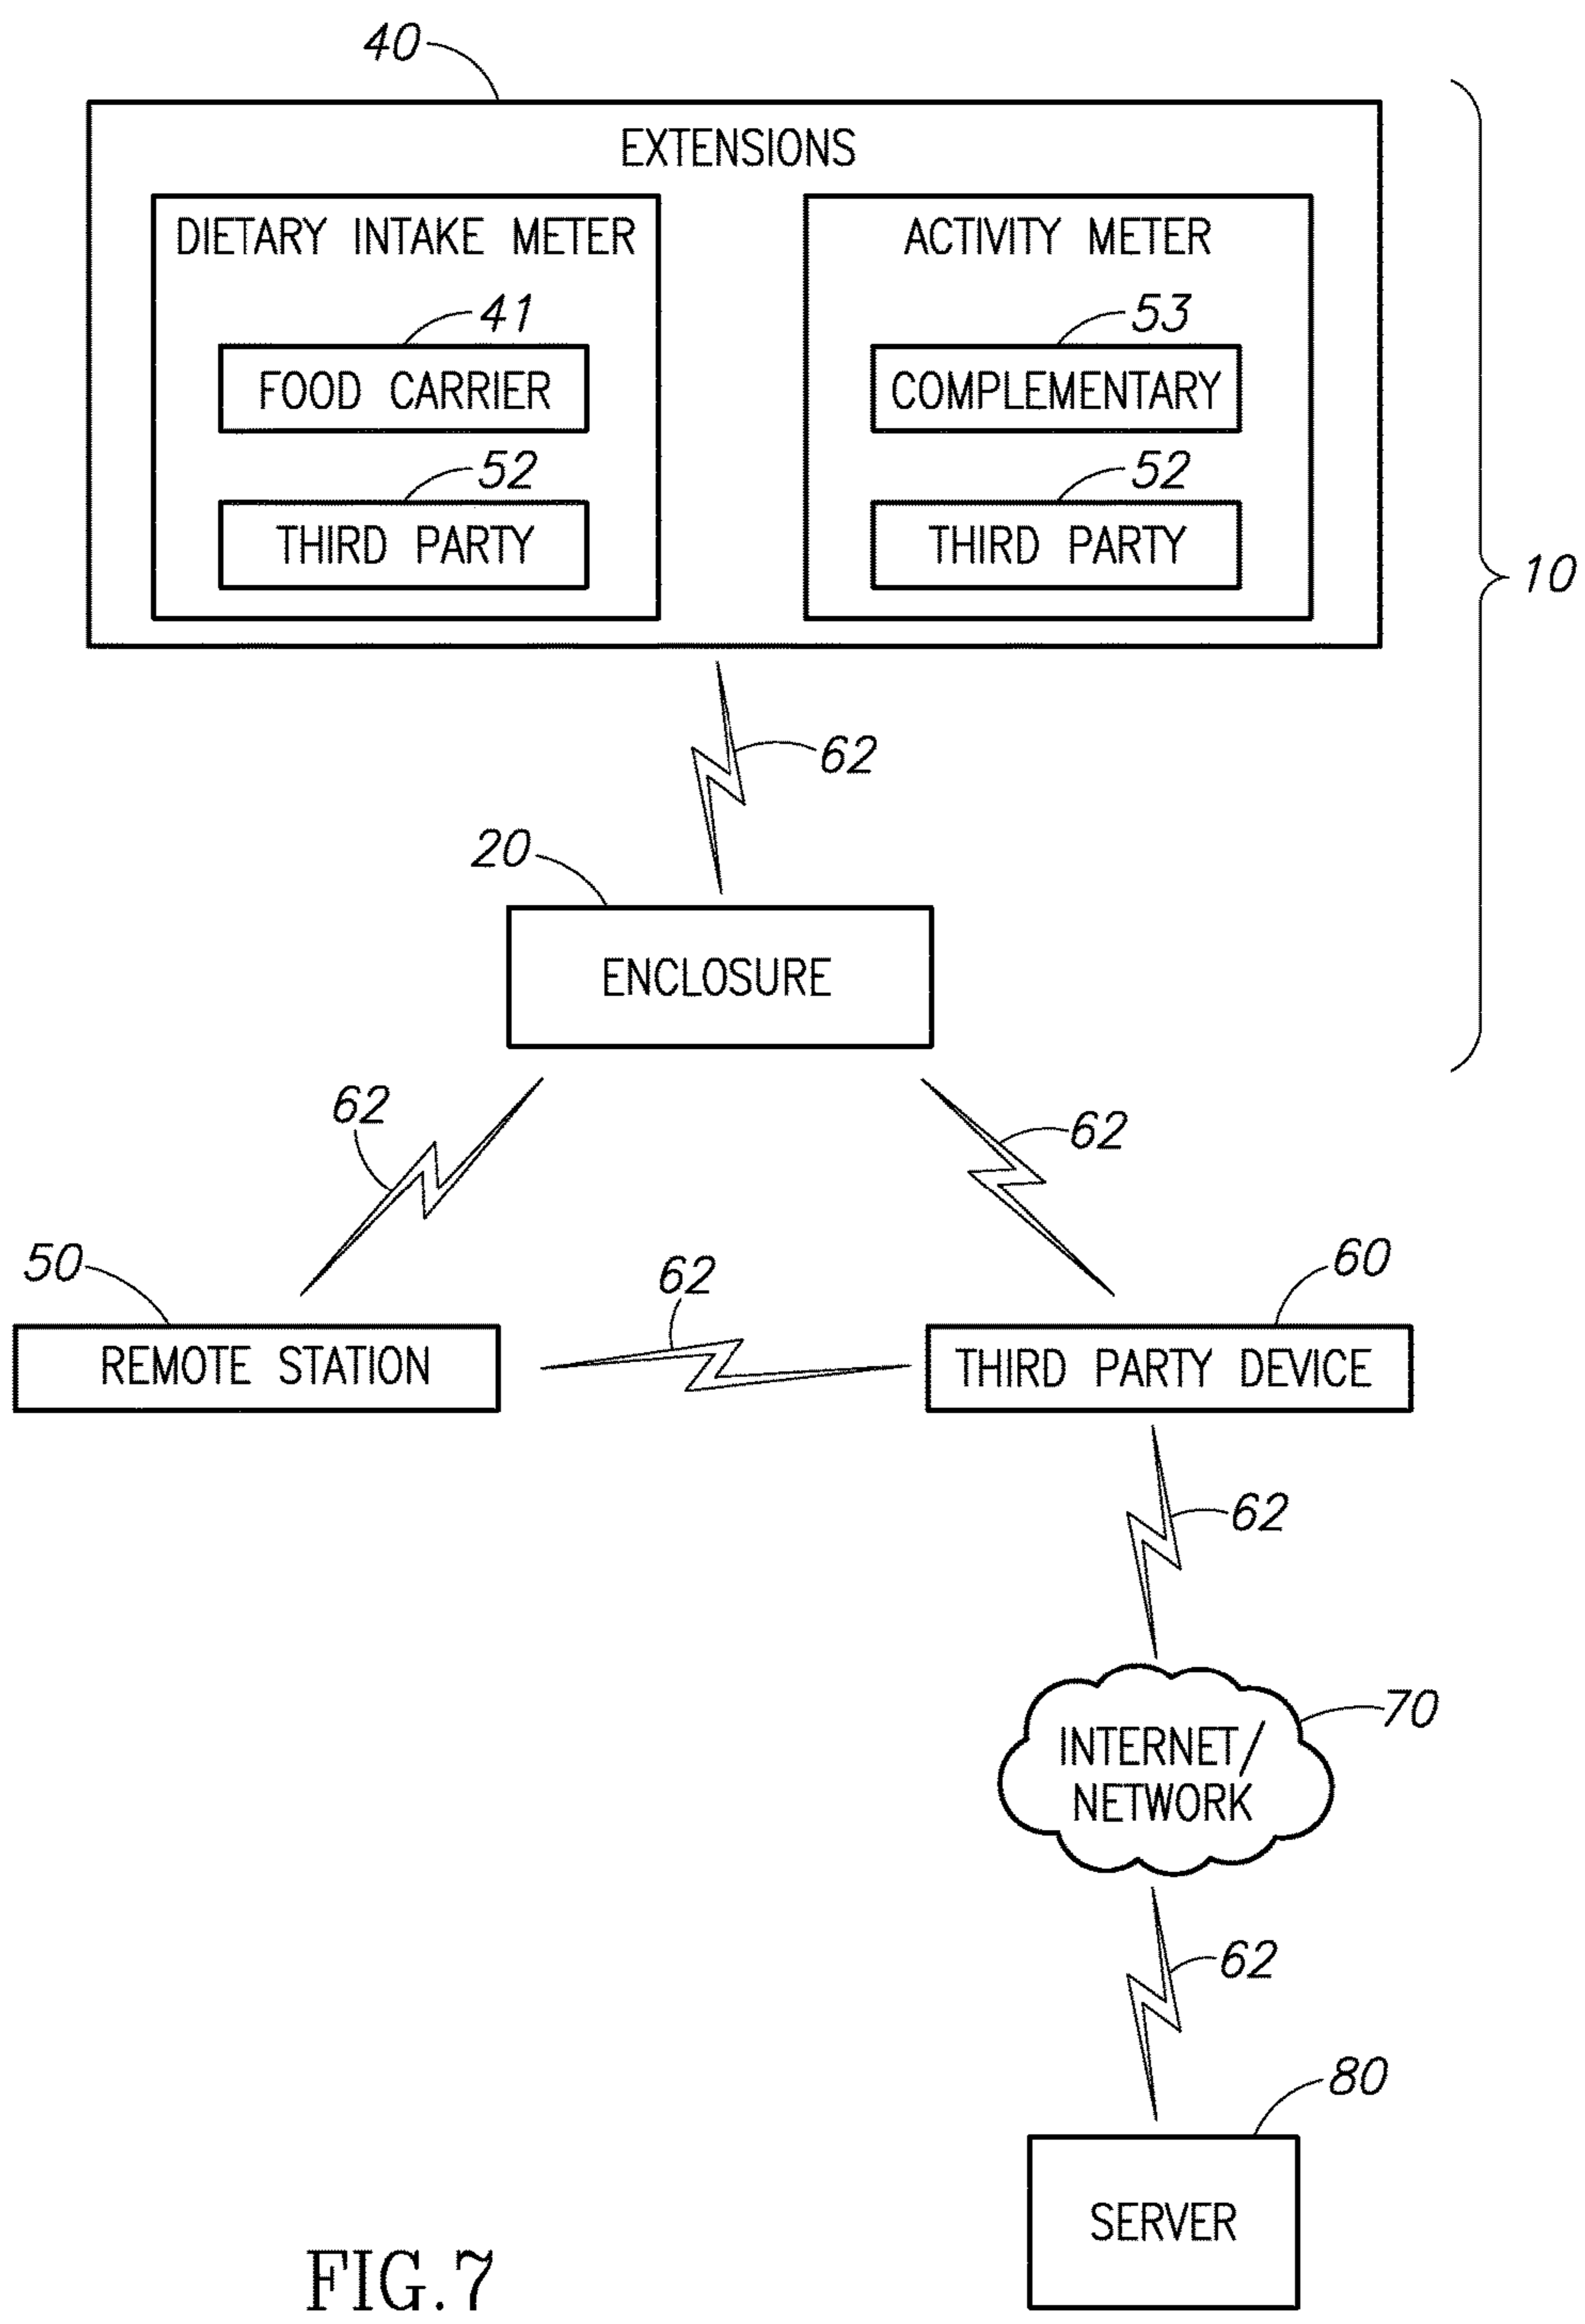 40
EXTENSIONS
DIETARY INTAKE METER
ACTIVITY METER
41
53
FOOD CARRIER
COMPLEMENTARY
52
52
THIRD PARTY
THIRD PARTY
10
62
20
ENCLOSURE
62
62
50
62
60
REMOTE STATION
THIRD PARTY DEVICE
62
70
INTERNET/
NETWORK
62
80
SERVER
FIG.7